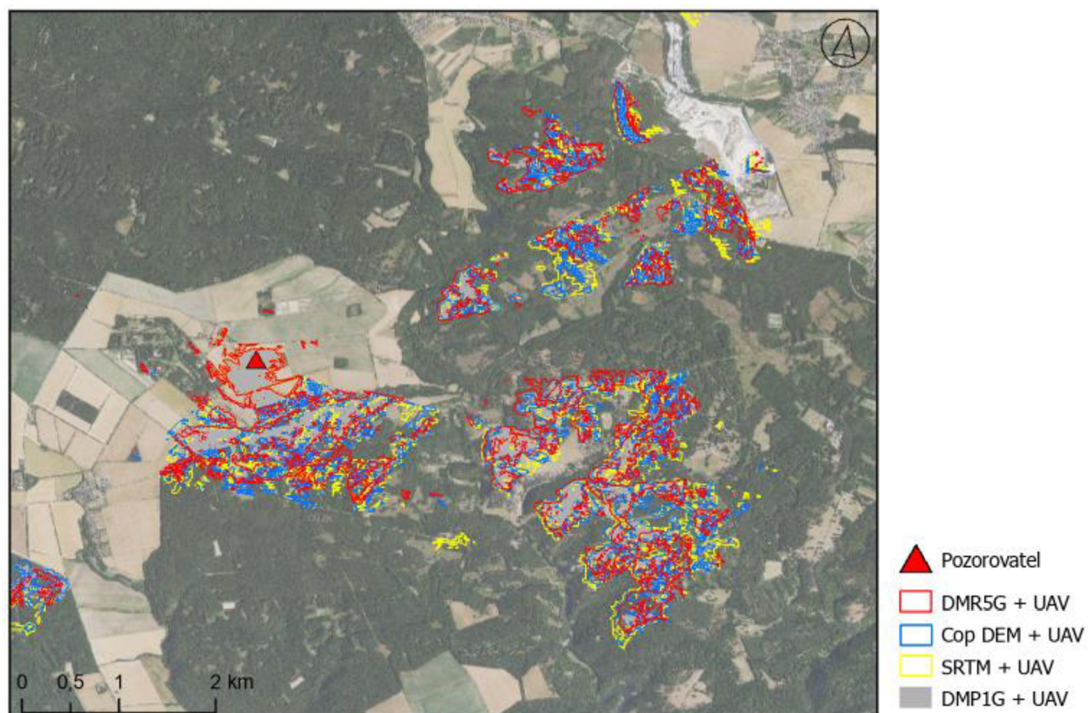 0 0,5 1 2 km
Pozorovatel
DMR5G + UAV
Cop DEM + UAV
SRTM + UAV
DMP1G + UAV